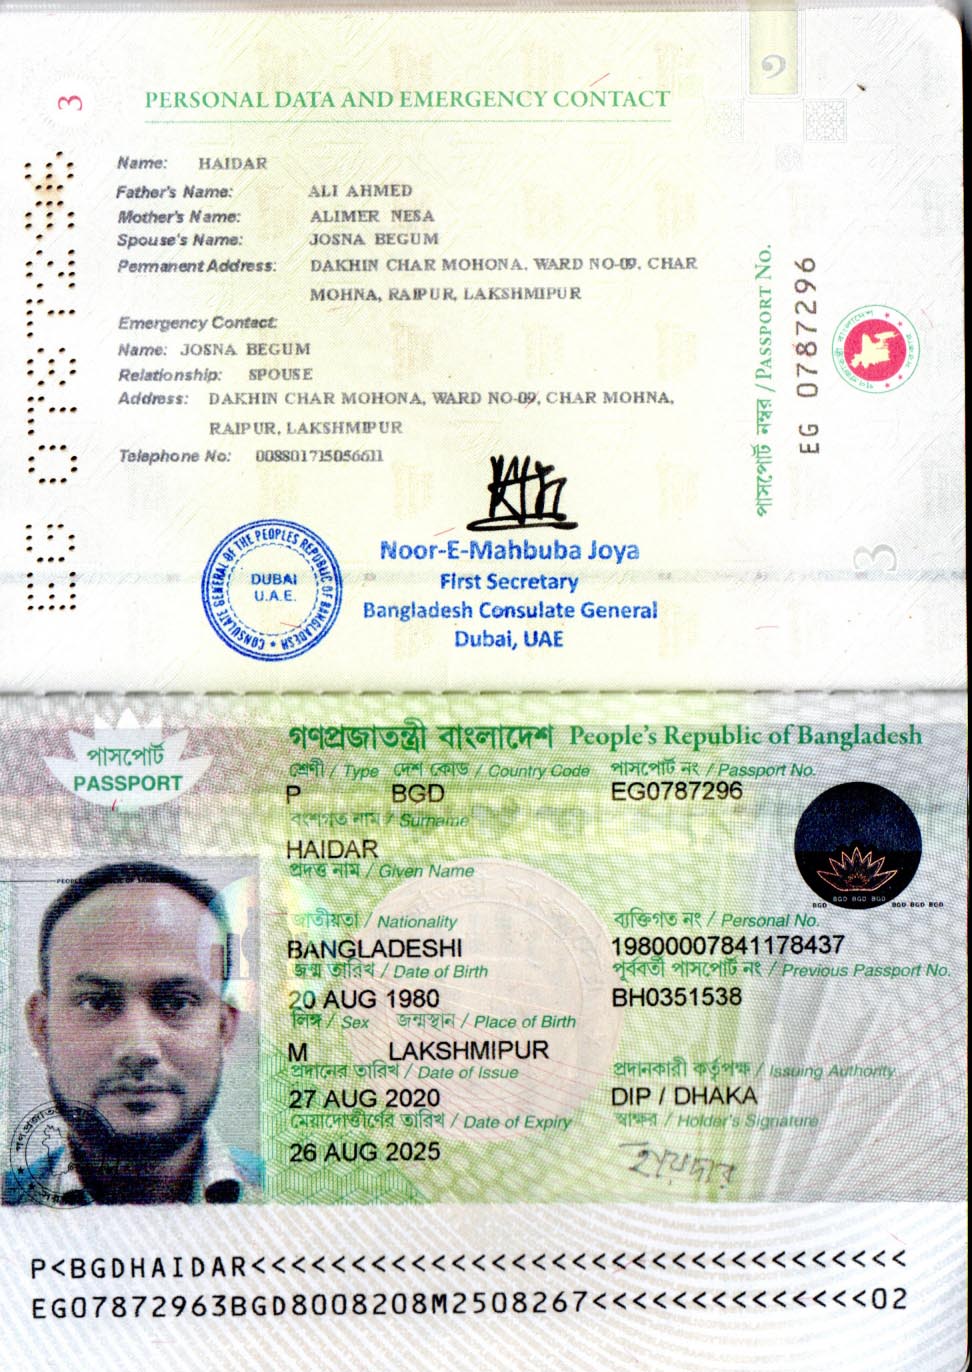 3
PERSONAL DATA AND EMERGENCY CONTACT
Name: HAIDAR
Father's Name: ALI AHMED
Mother's Name: ALIMER NESA
Spouse's Name: JOSNA BEGUM
Permanent Address: DAKHIN CHAR MOHONA, WARD NO-09, CHAR
MOHNA, RAIPUR, LAKSHMIPUR
Emergency Contact:
Name: JOSNA BEGUM
Relationship: SPOUSE
Address: DAKHIN CHAR MOHONA, WARD NO-09, CHAR MOHNA,
RAIPUR, LAKSHMIPUR
Telephone No: 008801715056611
পাসপোর্ট নম্বর / PASSPORT No.
EG 0787296
CONSULATE GENERAL OF THE PEOPLES REPUBLIC OF BANGLADESH
DUBAI
U.A.E.
Noor-E-Mahbuba Joya
First Secretary
Bangladesh Consulate General
Dubai, UAE
3
পাসপোর্ট
PASSPORT
গণপ্রজাতন্ত্রী বাংলাদেশ People's Republic of Bangladesh
শ্রেণী / Type দেশ কোড / Country Code পাসপোর্ট নং / Passport No.
P BGD EG0787296
বংশগত নাম / Surname
HAIDAR
প্রদত্ত নাম / Given Name
জাতীয়তা / Nationality ব্যক্তিগত নং / Personal No.
BANGLADESHI 19800007841178437
জন্ম তারিখ / Date of Birth পূর্ববর্তী পাসপোর্ট নং / Previous Passport No.
20 AUG 1980 BH0351538
লিঙ্গ / Sex জন্মস্থান / Place of Birth
M LAKSHMIPUR
প্রদানের তারিখ / Date of Issue প্রদানকারী কর্তৃপক্ষ / Issuing Authority
27 AUG 2020 DIP / DHAKA
মেয়াদোত্তীর্ণের তারিখ / Date of Expiry স্বাক্ষর / Holder's Signature
26 AUG 2025 হায়দার
BGD BGD BGD BGD BGD BGD BGD
P<BGDHAIDAR<<<<<<<<<<<<<<<<<<<<<<<<<<<<<<<<<
EG07872963BGD8008208M2508267<<<<<<<<<<<<<<02